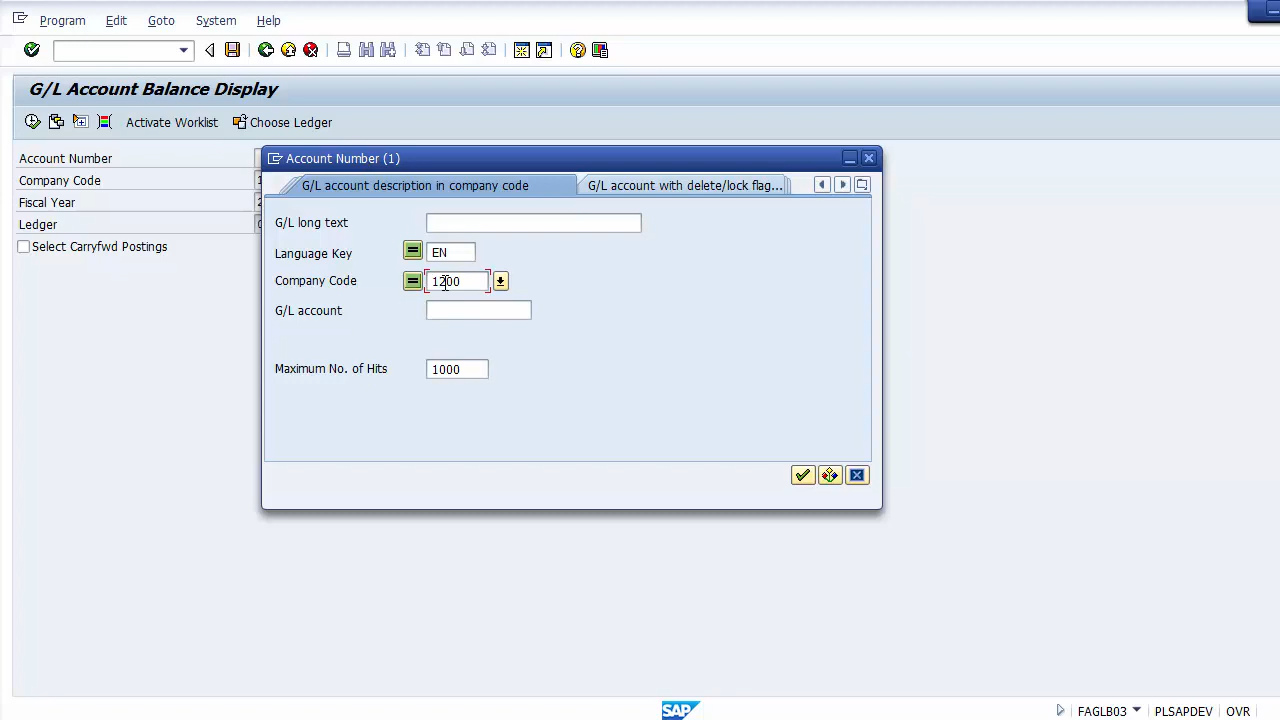 Program Edit Goto System Help
G/L Account Balance Display
Activate Worklist Choose Ledger
Account Number
Company Code 1
Fiscal Year 2
Ledger
Select Carryfwd Postings
Account Number (1)
G/L account description in company code G/L account with delete/lock flag...
G/L long text
Language Key EN
Company Code 1200
G/L account
Maximum No. of Hits 1000
SAP FAGLB03 PLSAPDEV OVR